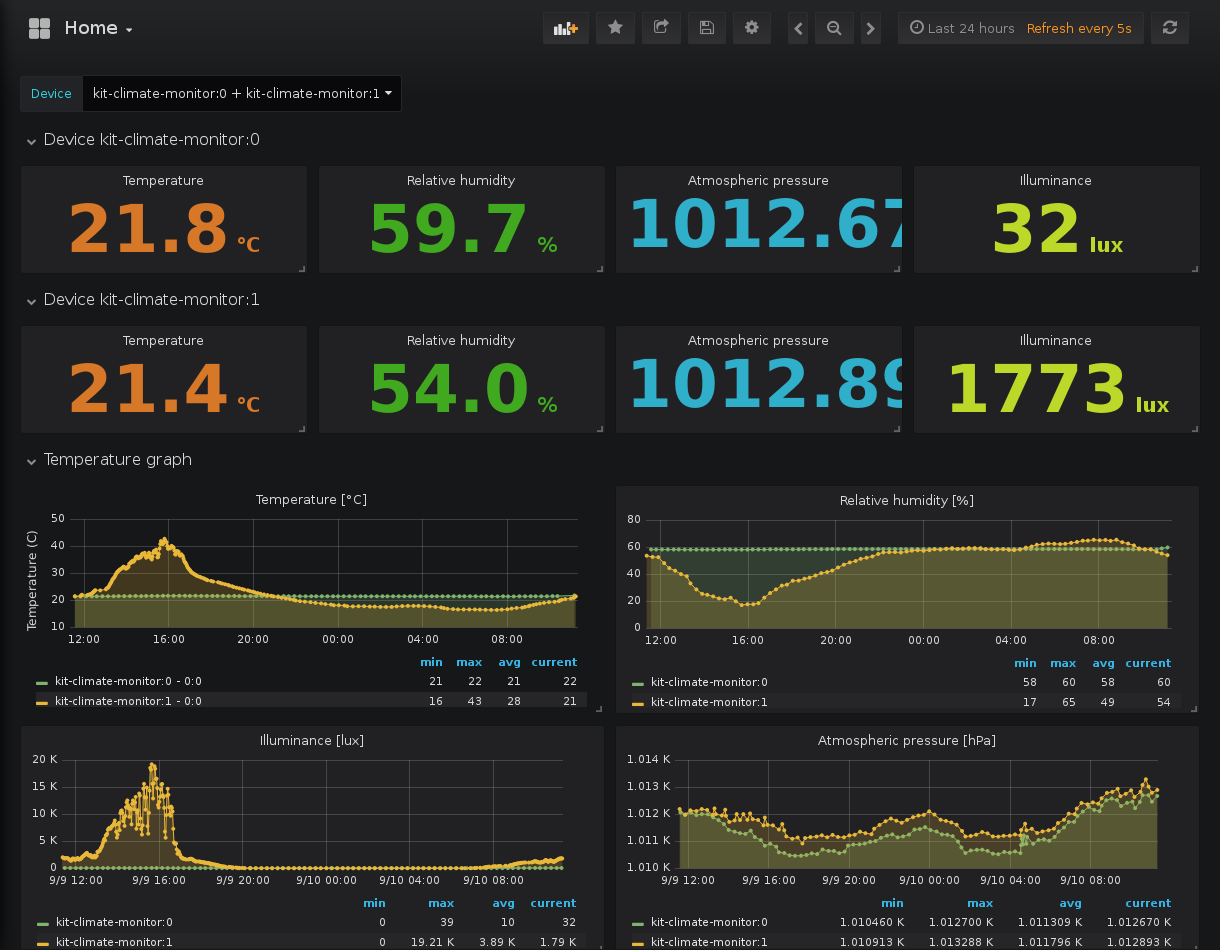 Home
Last 24 hours Refresh every 5s
Device kit-climate-monitor:0 + kit-climate-monitor:1
Device kit-climate-monitor:0
Temperature Relative humidity Atmospheric pressure Illuminance
21.8 °C 59.7 % 1012.67 32 lux
Device kit-climate-monitor:1
Temperature Relative humidity Atmospheric pressure Illuminance
21.4 °C 54.0 % 1012.89 1773 lux
Temperature graph
Temperature [°C]
Temperature (C)
50
40
30
20
10
12:00 16:00 20:00 00:00 04:00 08:00
min max avg current
kit-climate-monitor:0 - 0:0 21 22 21 22
kit-climate-monitor:1 - 0:0 16 43 28 21
Relative humidity [%]
80
60
40
20
0
12:00 16:00 20:00 00:00 04:00 08:00
min max avg current
kit-climate-monitor:0 58 60 58 60
kit-climate-monitor:1 17 65 49 54
Illuminance [lux]
20 K
15 K
10 K
5 K
0
9/9 12:00 9/9 16:00 9/9 20:00 9/10 00:00 9/10 04:00 9/10 08:00
min max avg current
kit-climate-monitor:0 0 39 10 32
kit-climate-monitor:1 0 19.21 K 3.89 K 1.79 K
Atmospheric pressure [hPa]
1.014 K
1.013 K
1.012 K
1.011 K
1.010 K
9/9 12:00 9/9 16:00 9/9 20:00 9/10 00:00 9/10 04:00 9/10 08:00
min max avg current
kit-climate-monitor:0 1.010460 K 1.012700 K 1.011309 K 1.012670 K
kit-climate-monitor:1 1.010913 K 1.013288 K 1.011796 K 1.012893 K